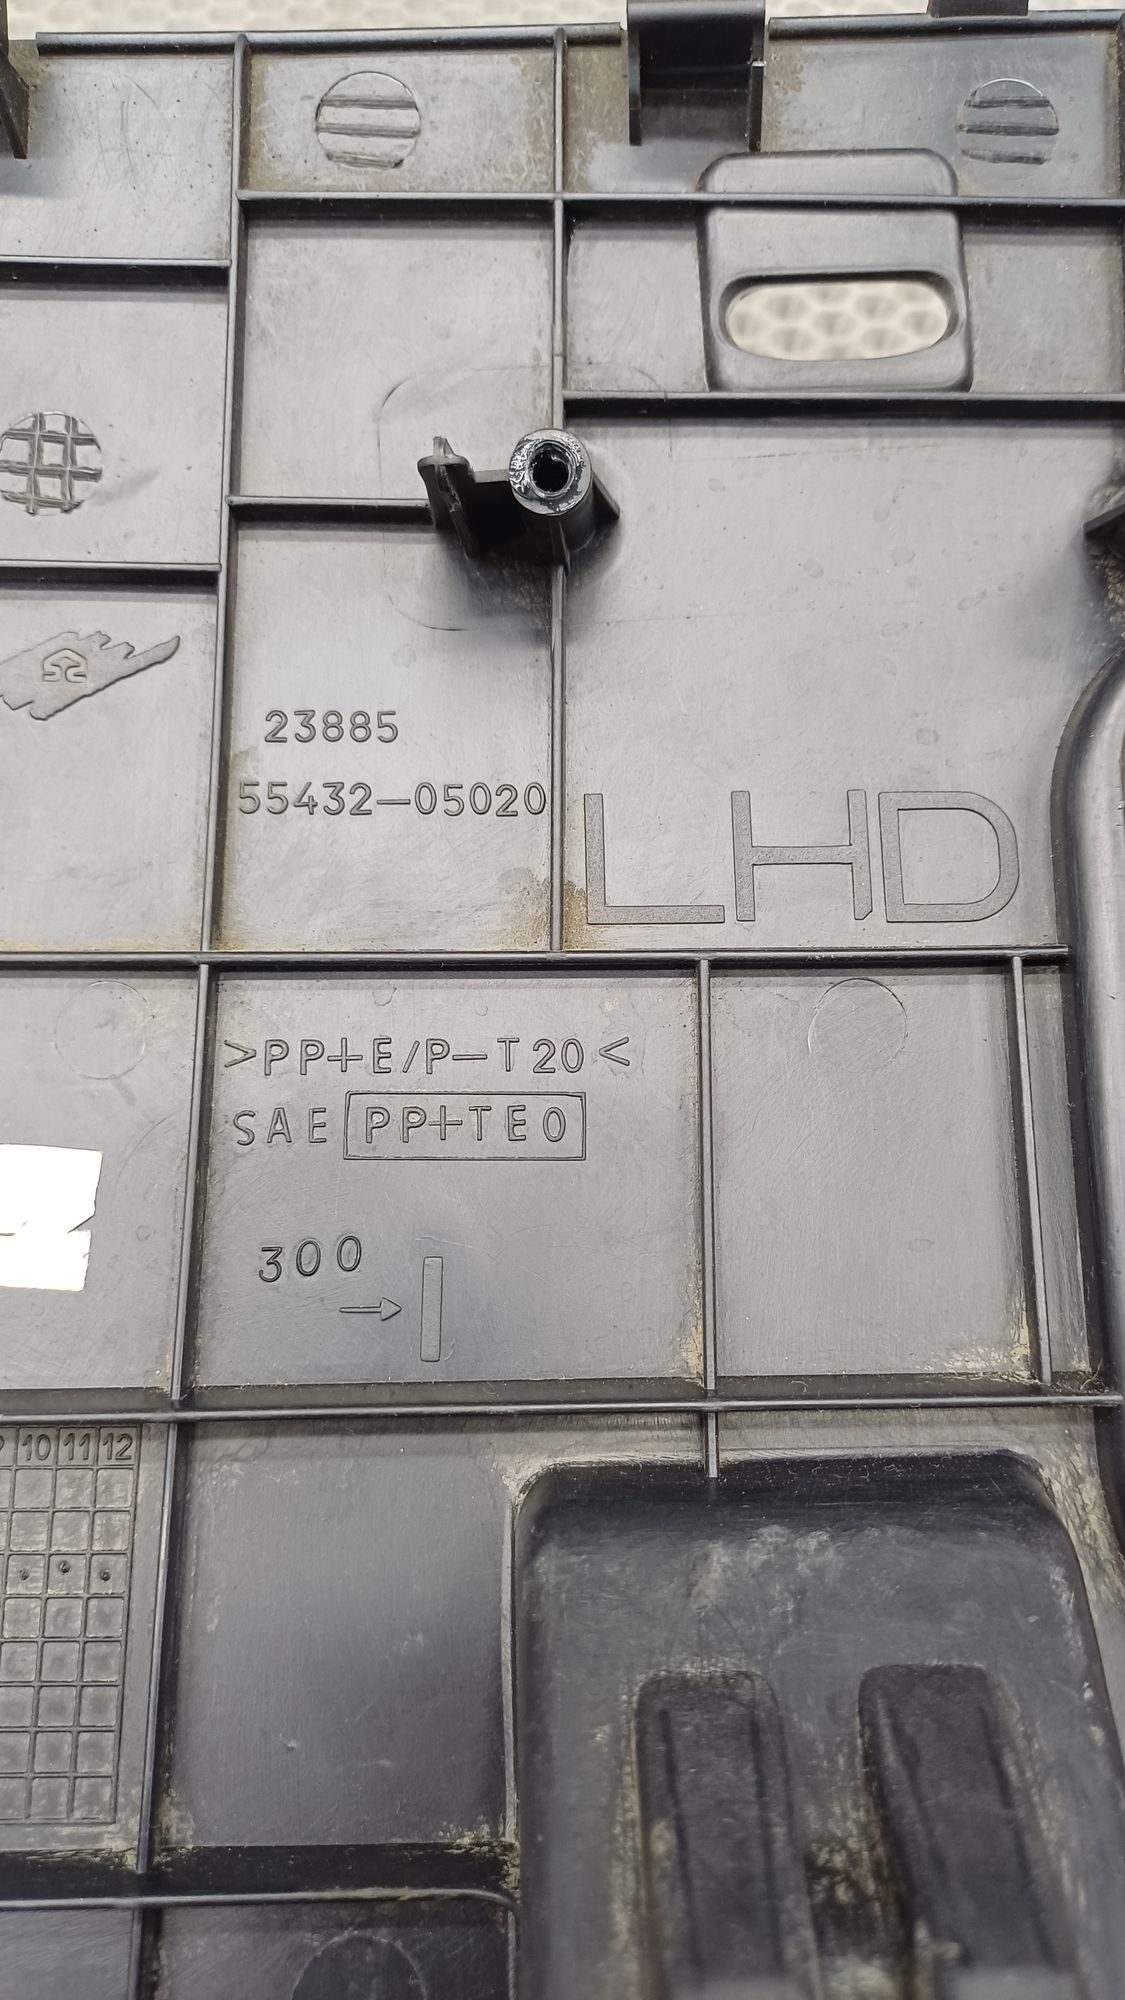 23885
55432-05020
LHD
>PP+E/P-T20<
SAE PP+TE0
300
10 11 12